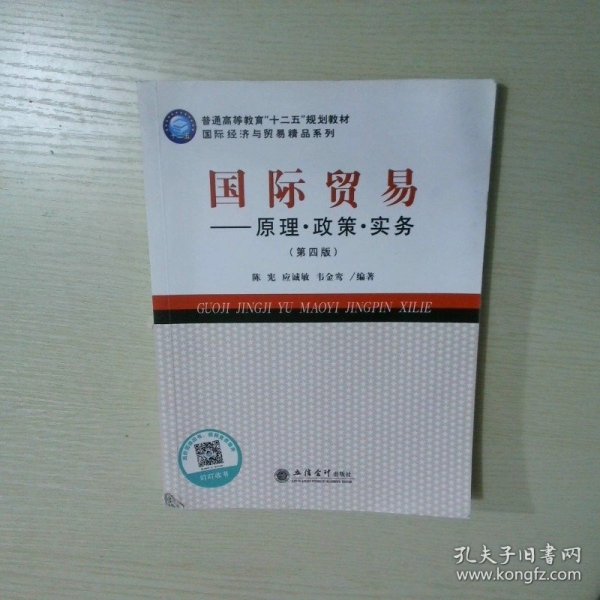 普通高等教育“十二五”规划教材
国际经济与贸易精品系列
国际贸易
——原理·政策·实务
（第四版）
陈 宪 应诚敏 韦金鸾 /编著
GUOJI JINGJI YU MAOYI JINGPIN XILIE
立信会计出版社
孔夫子旧书网
www.kongfz.com